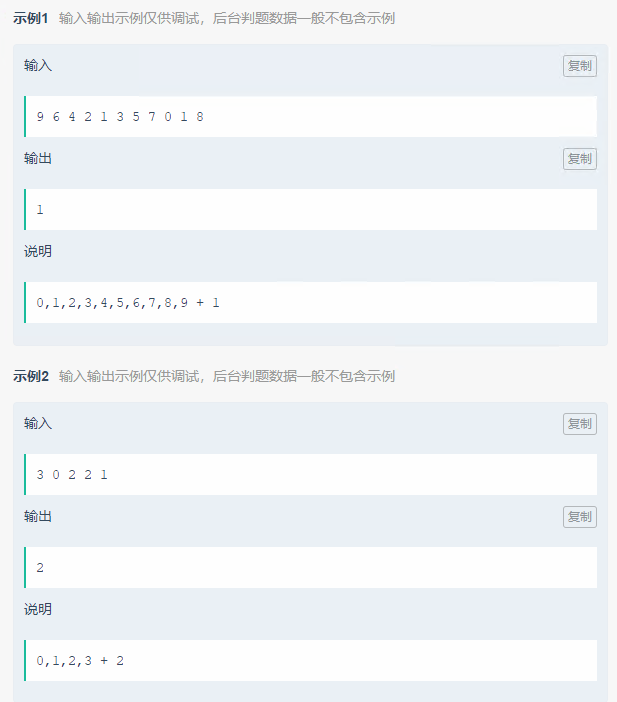 示例1 输入输出示例仅供调试，后台判题数据一般不包含示例
输入 复制
9 6 4 2 1 3 5 7 0 1 8
输出 复制
1
说明
0,1,2,3,4,5,6,7,8,9 + 1
示例2 输入输出示例仅供调试，后台判题数据一般不包含示例
输入 复制
3 0 2 2 1
输出 复制
2
说明
0,1,2,3 + 2